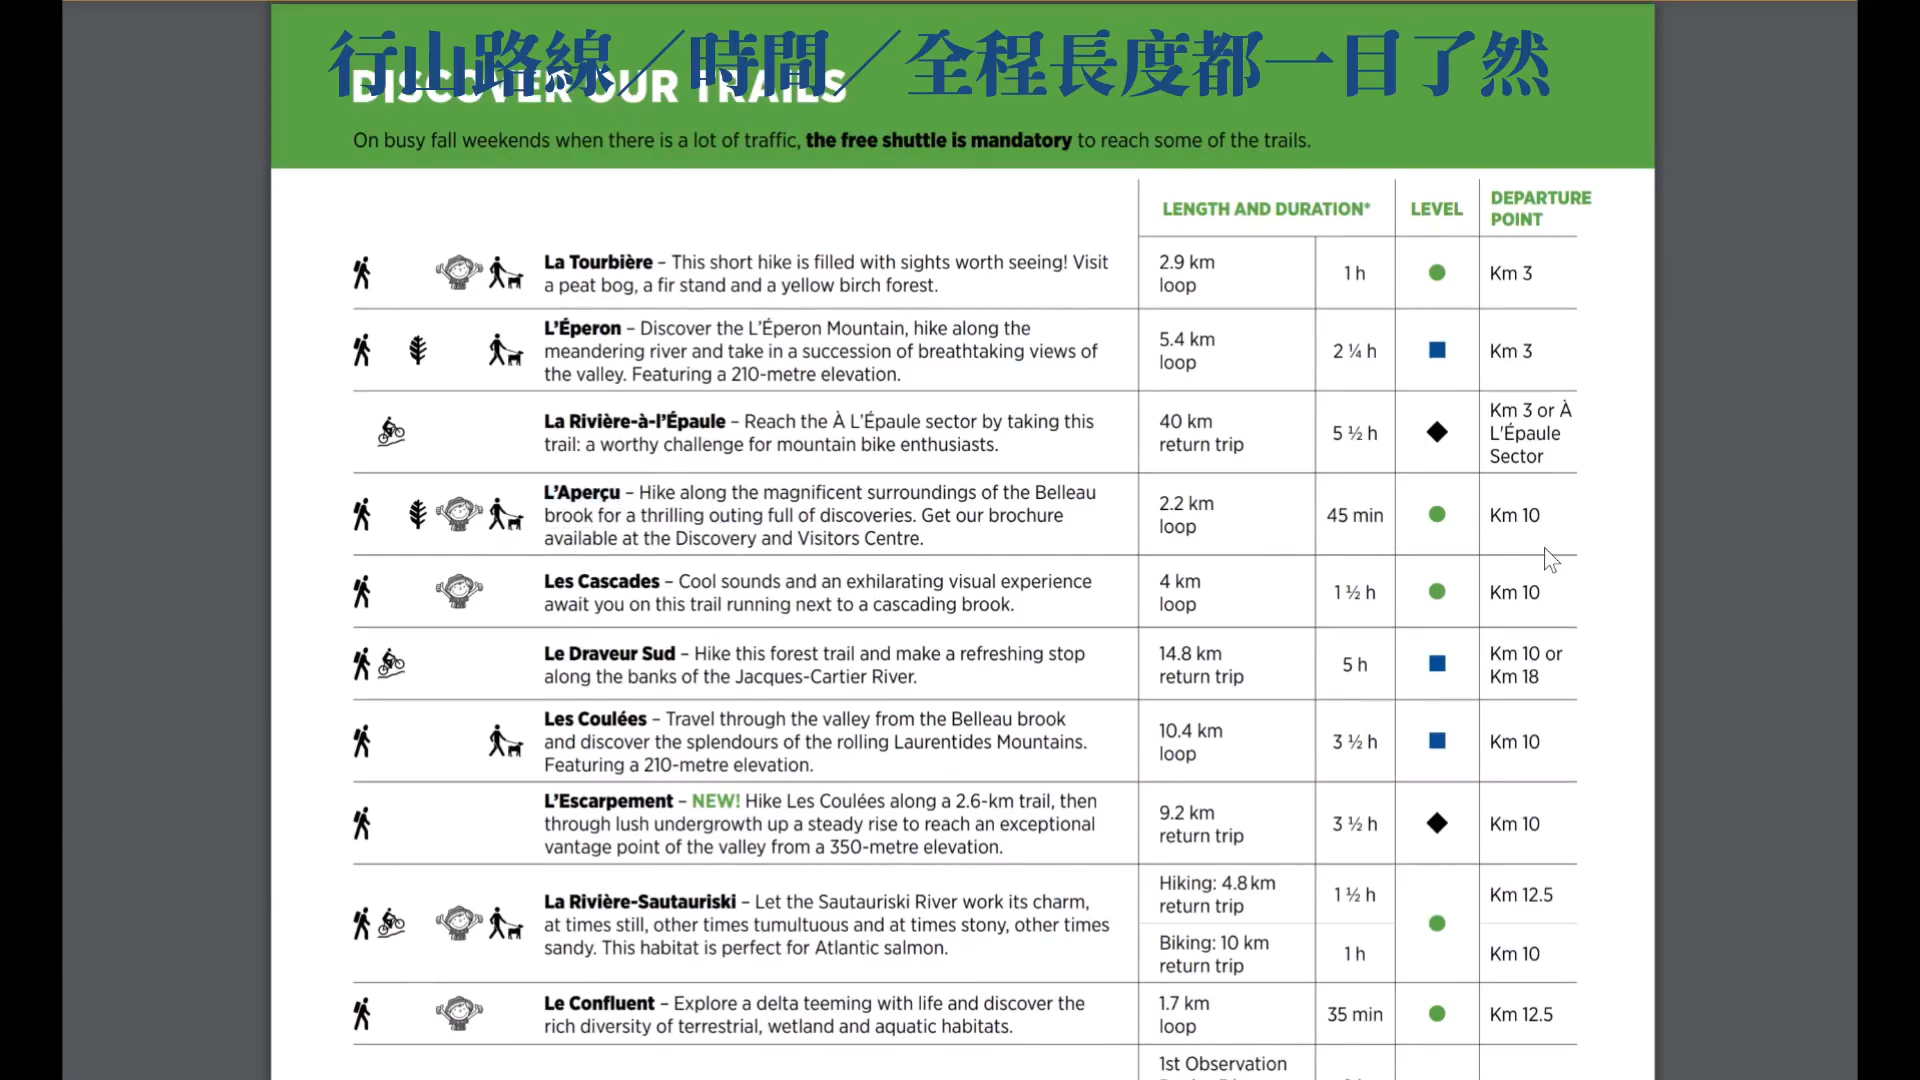 行山路線／時間／全程長度都一目了然
DISCOVER OUR TRAILS
On busy fall weekends when there is a lot of traffic, the free shuttle is mandatory to reach some of the trails.
LENGTH AND DURATION*
LEVEL
DEPARTURE
POINT
La Tourbière – This short hike is filled with sights worth seeing! Visit
a peat bog, a fir stand and a yellow birch forest.
2.9 km
loop
1 h
Km 3
L’Éperon – Discover the L’Éperon Mountain, hike along the
meandering river and take in a succession of breathtaking views of
the valley. Featuring a 210-metre elevation.
5.4 km
loop
2 ¼ h
Km 3
La Rivière-à-l’Épaule – Reach the À L’Épaule sector by taking this
trail: a worthy challenge for mountain bike enthusiasts.
40 km
return trip
5 ½ h
Km 3 or À
L'Épaule
Sector
L’Aperçu – Hike along the magnificent surroundings of the Belleau
brook for a thrilling outing full of discoveries. Get our brochure
available at the Discovery and Visitors Centre.
2.2 km
loop
45 min
Km 10
Les Cascades – Cool sounds and an exhilarating visual experience
await you on this trail running next to a cascading brook.
4 km
loop
1 ½ h
Km 10
Le Draveur Sud – Hike this forest trail and make a refreshing stop
along the banks of the Jacques-Cartier River.
14.8 km
return trip
5 h
Km 10 or
Km 18
Les Coulées – Travel through the valley from the Belleau brook
and discover the splendours of the rolling Laurentides Mountains.
Featuring a 210-metre elevation.
10.4 km
loop
3 ½ h
Km 10
L’Escarpement – NEW! Hike Les Coulées along a 2.6-km trail, then
through lush undergrowth up a steady rise to reach an exceptional
vantage point of the valley from a 350-metre elevation.
9.2 km
return trip
3 ½ h
Km 10
La Rivière-Sautauriski – Let the Sautauriski River work its charm,
at times still, other times tumultuous and at times stony, other times
sandy. This habitat is perfect for Atlantic salmon.
Hiking: 4.8 km
return trip
1 ½ h
Km 12.5
Biking: 10 km
return trip
1 h
Km 10
Le Confluent – Explore a delta teeming with life and discover the
rich diversity of terrestrial, wetland and aquatic habitats.
1.7 km
loop
35 min
Km 12.5
1st Observation